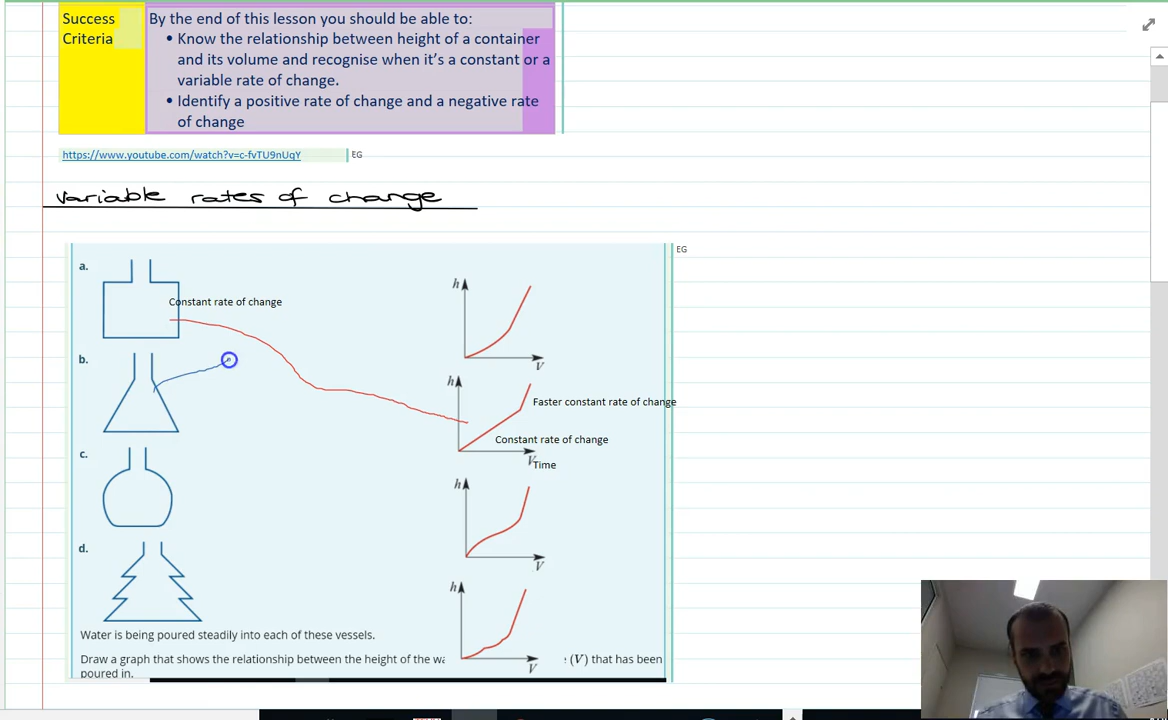 Success
Criteria
By the end of this lesson you should be able to:
• Know the relationship between height of a container
and its volume and recognise when it's a constant or a
variable rate of change.
• Identify a positive rate of change and a negative rate
of change
https://www.youtube.com/watch?v=c-fvTU9nUqY
EG
variable rates of change
EG
a.
Constant rate of change
h
V
b.
h
Faster constant rate of change
Constant rate of change
V
Time
c.
h
V
d.
h
V
Water is being poured steadily into each of these vessels.
Draw a graph that shows the relationship between the height of the (V) that has been
poured in.